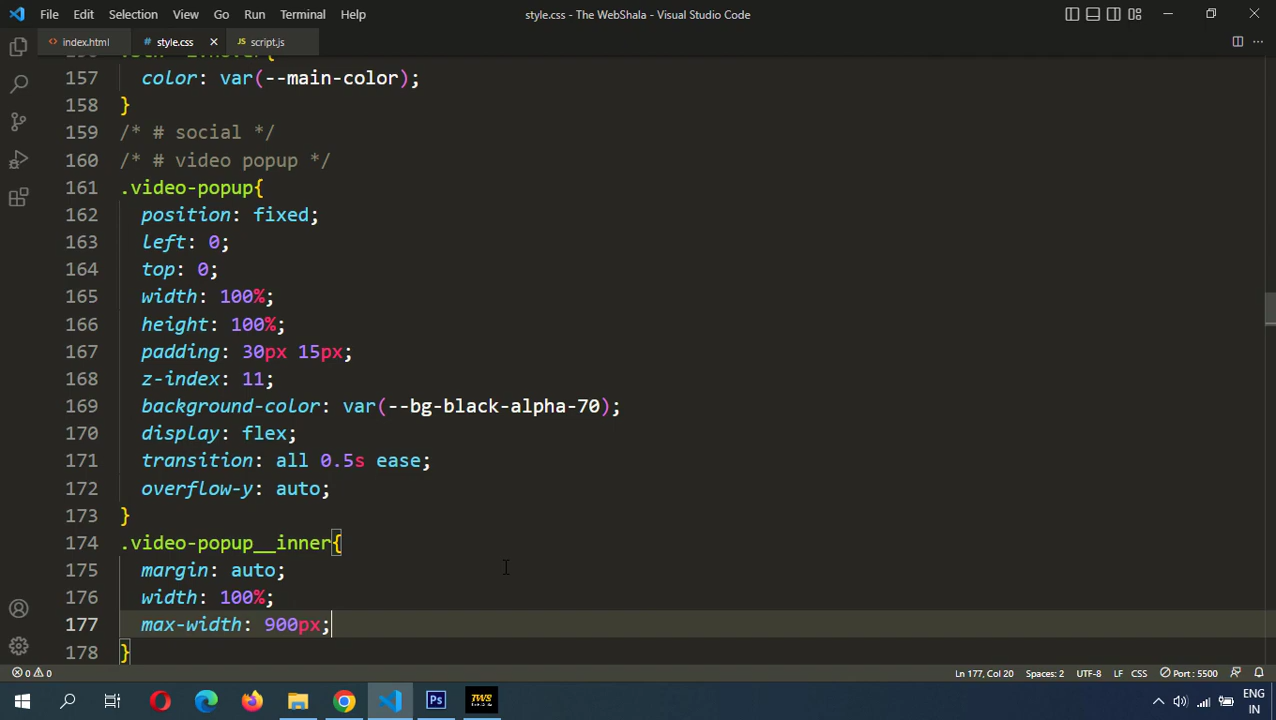 File Edit Selection View Go Run Terminal Help style.css - The WebShala - Visual Studio Code
index.html style.css script.js
157 color: var(--main-color);
158 }
159 /* # social */
160 /* # video popup */
161 .video-popup{
162 position: fixed;
163 left: 0;
164 top: 0;
165 width: 100%;
166 height: 100%;
167 padding: 30px 15px;
168 z-index: 11;
169 background-color: var(--bg-black-alpha-70);
170 display: flex;
171 transition: all 0.5s ease;
172 overflow-y: auto;
173 }
174 .video-popup__inner{
175 margin: auto;
176 width: 100%;
177 max-width: 900px;
178 }
0 0 Ln 177, Col 20 Spaces: 2 UTF-8 LF CSS Port : 5500
Ps TWS ENG
IN